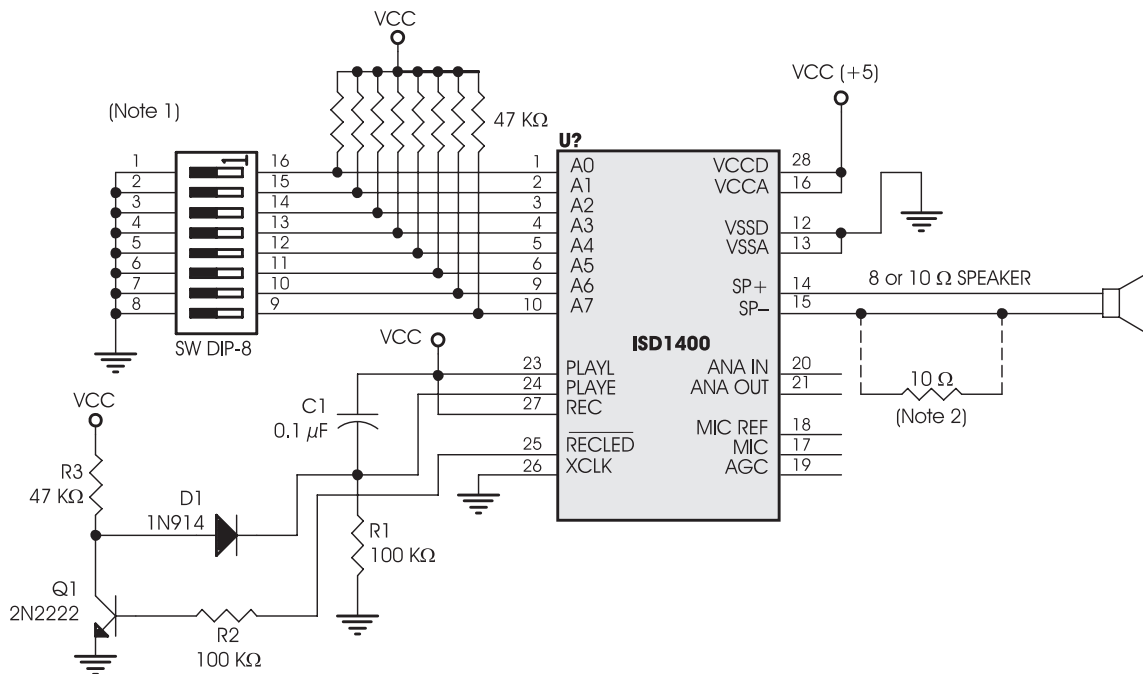 VCC
VCC (+5)
(Note 1)
47 KΩ
U?
1 16
2 15
3 14
4 13
5 12
6 11
7 10
8 9
1
SW DIP-8
1 A0
2 A1
3 A2
4 A3
5 A4
6 A5
9 A6
10 A7
VCCD 28
VCCA 16
VSSD 12
VSSA 13
SP+ 14
SP– 15
8 or 10 Ω SPEAKER
ISD1400
VCC
23 PLAYL
24 PLAYE
27 REC
25 RECLED
26 XCLK
ANA IN 20
ANA OUT 21
MIC REF 18
MIC 17
AGC 19
10 Ω
(Note 2)
C1
0.1 µF
VCC
R3
47 KΩ
D1
1N914
R1
100 KΩ
Q1
2N2222
R2
100 KΩ